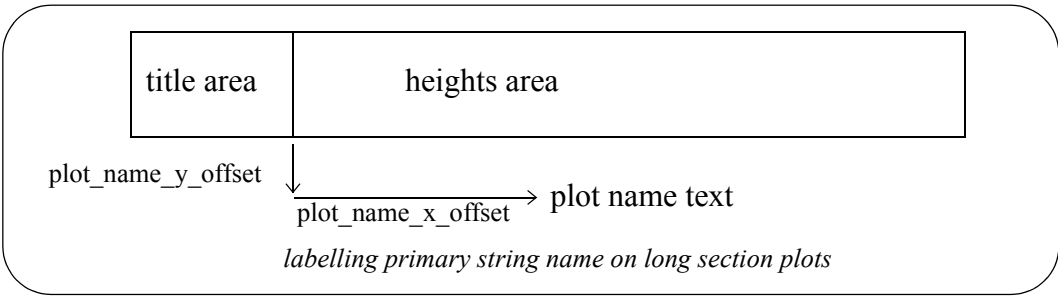 title area
heights area
plot_name_y_offset
plot name text
plot_name_x_offset
labelling primary string name on long section plots